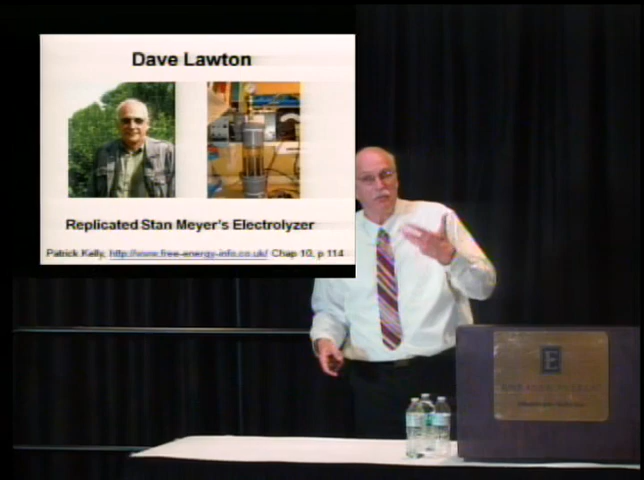 Dave Lawton
Replicated Stan Meyer's Electrolyzer
Patrick Kelly, http://www.free-energy-info.co.uk/ Chap 10, p 114
E